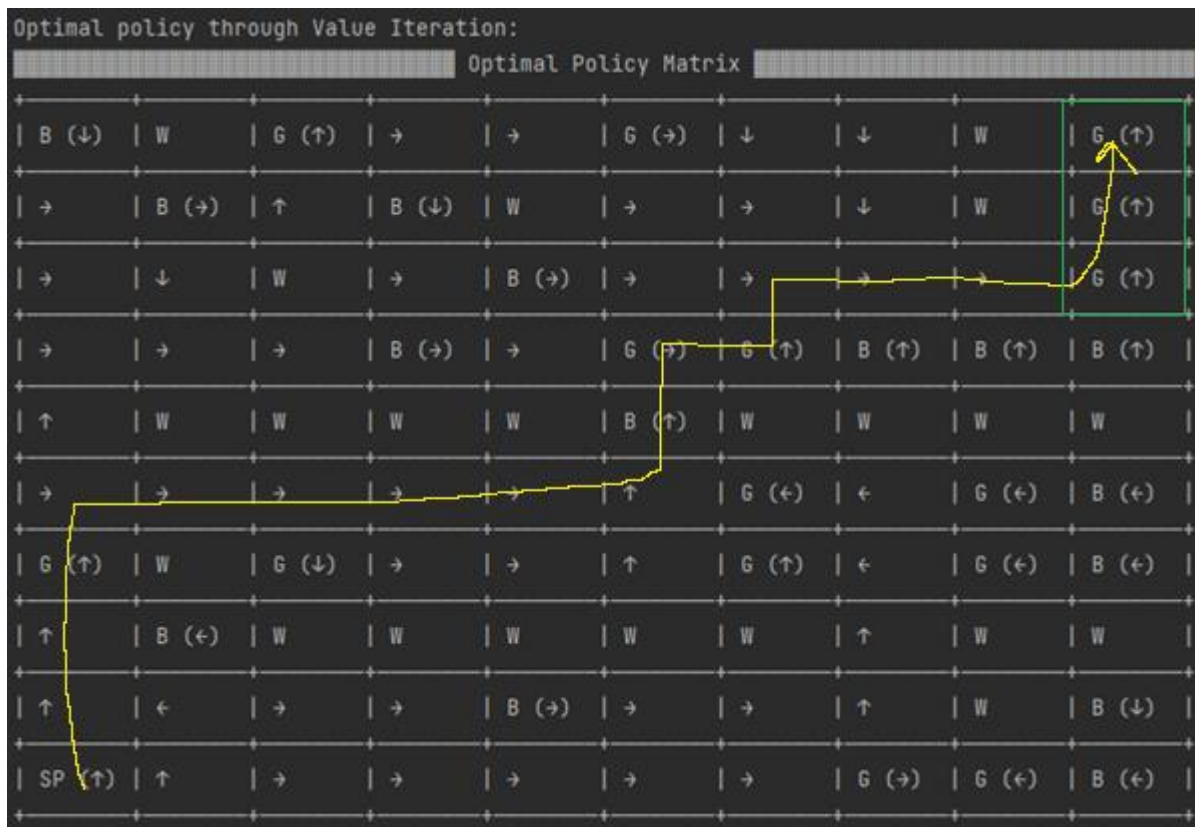 Optimal policy through Value Iteration:
Optimal Policy Matrix
| B (↓) | W | G (↑) | → | → | G (→) | ↓ | ↓ | W | G (↑)
| → | B (→) | ↑ | B (↓) | W | → | → | ↓ | W | G (↑)
| → | ↓ | W | → | B (→) | → | → | → | → | G (↑)
| → | → | → | B (→) | → | G (→) | G (↑) | B (↑) | B (↑) | B (↑) |
| ↑ | W | W | W | W | B (↑) | W | W | W | W |
| → | → | → | → | → | ↑ | G (←) | ← | G (←) | B (←) |
| G (↑) | W | G (↓) | → | → | ↑ | G (↑) | ← | G (←) | B (←) |
| ↑ | B (←) | W | W | W | W | W | ↑ | W | W |
| ↑ | ← | → | → | B (→) | → | → | ↑ | W | B (↓) |
| SP (↑) | ↑ | → | → | → | → | → | G (→) | G (←) | B (←) |